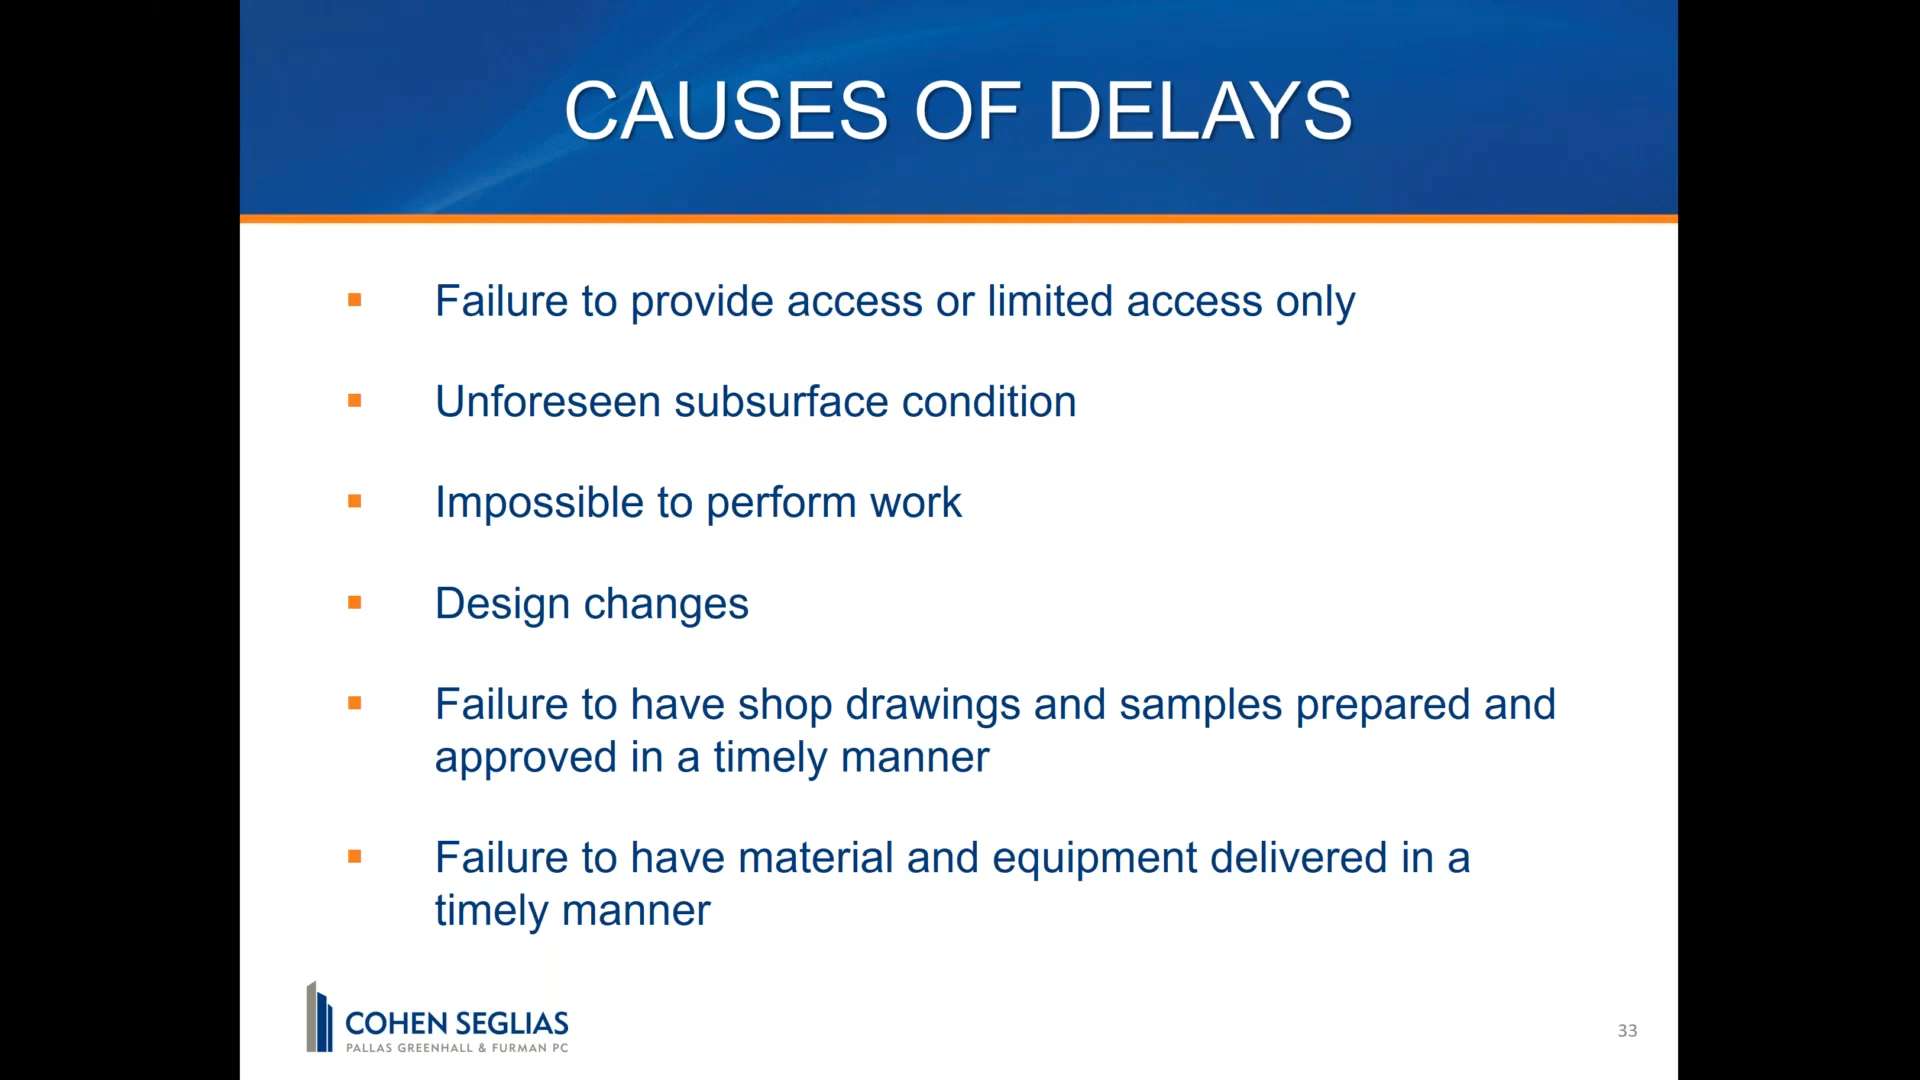 CAUSES OF DELAYS
Failure to provide access or limited access only
Unforeseen subsurface condition
Impossible to perform work
Design changes
Failure to have shop drawings and samples prepared and
approved in a timely manner
Failure to have material and equipment delivered in a
timely manner
COHEN SEGLIAS
PALLAS GREENHALL & FURMAN PC
33